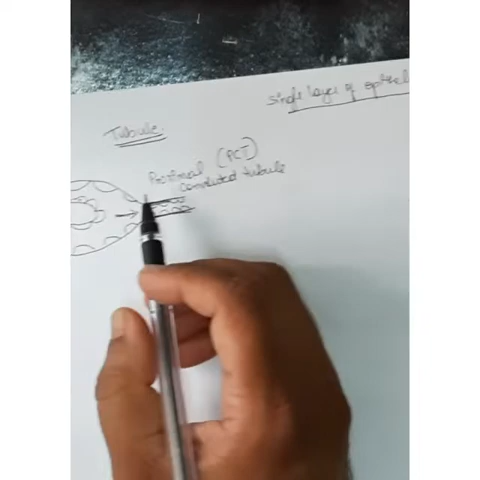 single layer of epithel
Tubule
Proximal (PCT)
Convoluted tubule